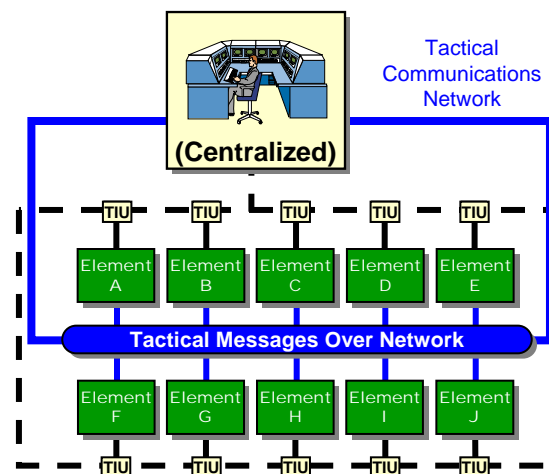 Tactical
Communications
Network
(Centralized)
TIU TIU TIU TIU TIU
Element Element Element Element Element
A B C D E
Tactical Messages Over Network
Element Element Element Element Element
F G H I J
TIU TIU TIU TIU TIU